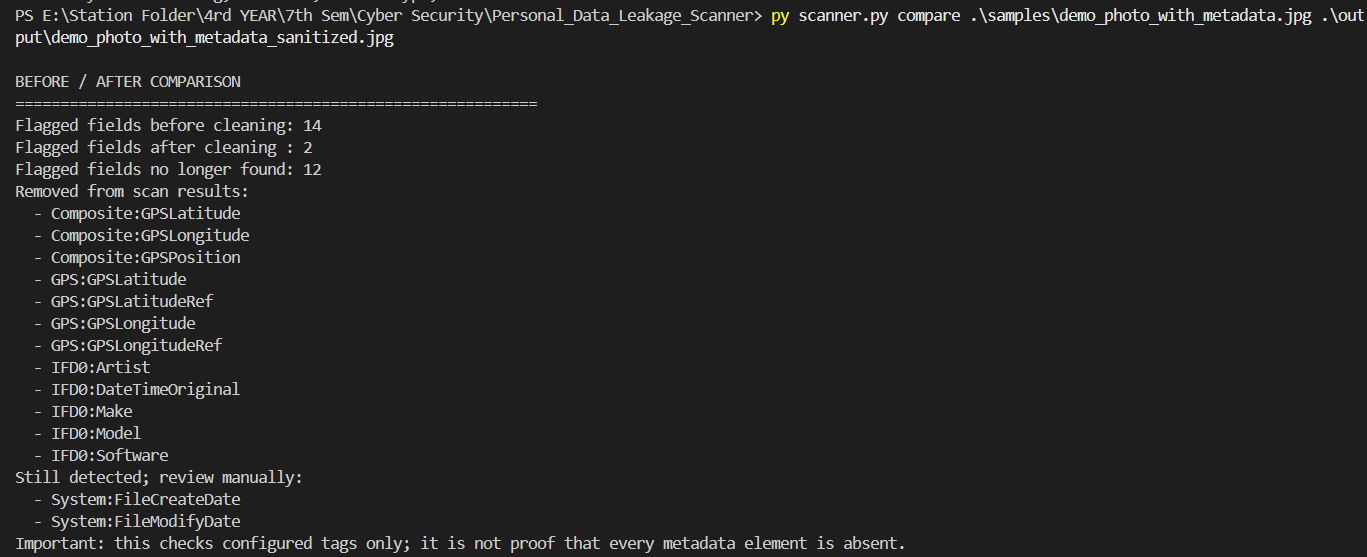 PS E:\Station Folder\4rd YEAR\7th Sem\Cyber Security\Personal_Data_Leakage_Scanner> py scanner.py compare .\samples\demo_photo_with_metadata.jpg .\out
put\demo_photo_with_metadata_sanitized.jpg
BEFORE / AFTER COMPARISON
==========================================================
Flagged fields before cleaning: 14
Flagged fields after cleaning : 2
Flagged fields no longer found: 12
Removed from scan results:
  - Composite:GPSLatitude
  - Composite:GPSLongitude
  - Composite:GPSPosition
  - GPS:GPSLatitude
  - GPS:GPSLatitudeRef
  - GPS:GPSLongitude
  - GPS:GPSLongitudeRef
  - IFD0:Artist
  - IFD0:DateTimeOriginal
  - IFD0:Make
  - IFD0:Model
  - IFD0:Software
Still detected; review manually:
  - System:FileCreateDate
  - System:FileModifyDate
Important: this checks configured tags only; it is not proof that every metadata element is absent.